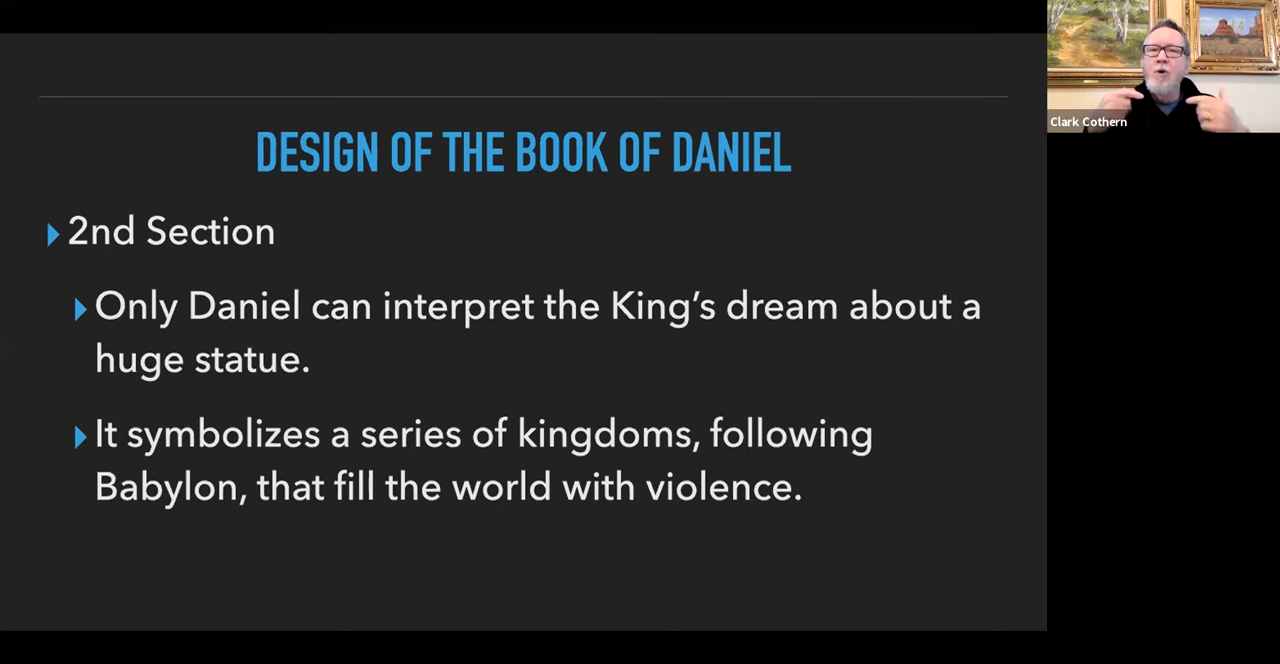 DESIGN OF THE BOOK OF DANIEL
2nd Section
Only Daniel can interpret the King’s dream about a
huge statue.
It symbolizes a series of kingdoms, following
Babylon, that fill the world with violence.
Clark Cothern